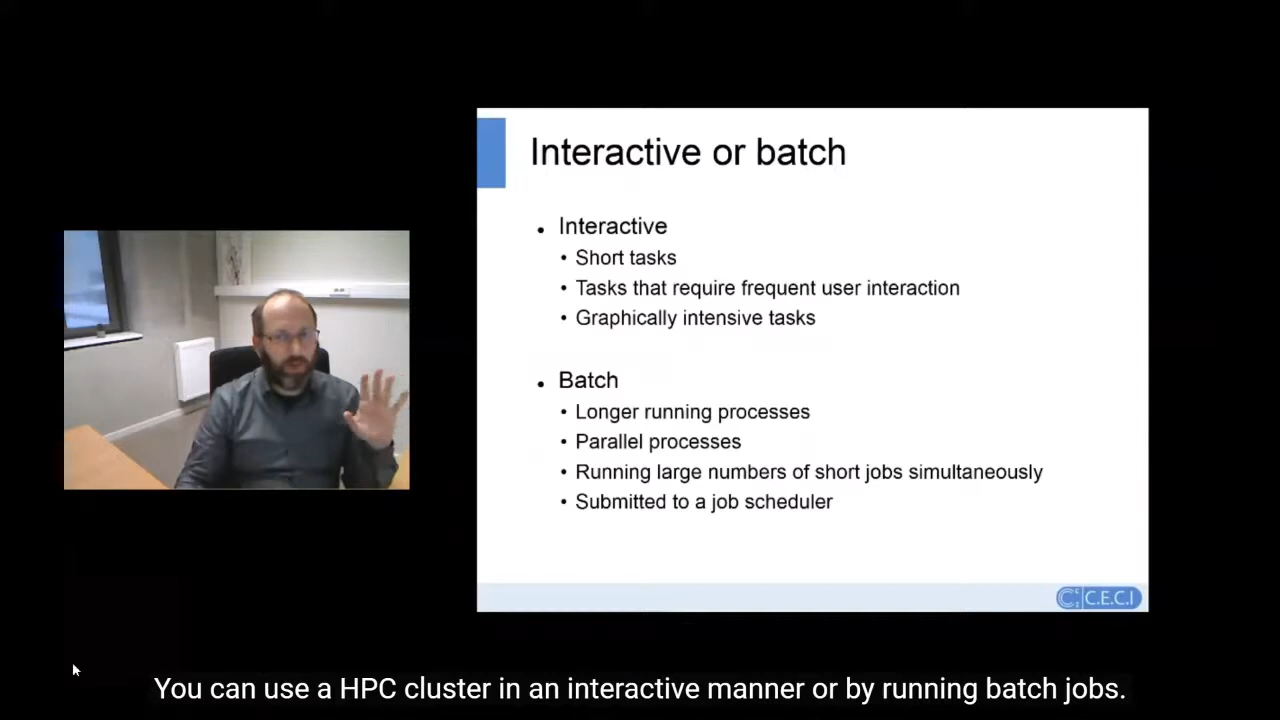 Interactive or batch
• Interactive
• Short tasks
• Tasks that require frequent user interaction
• Graphically intensive tasks
• Batch
• Longer running processes
• Parallel processes
• Running large numbers of short jobs simultaneously
• Submitted to a job scheduler
C.E.C.I
You can use a HPC cluster in an interactive manner or by running batch jobs.